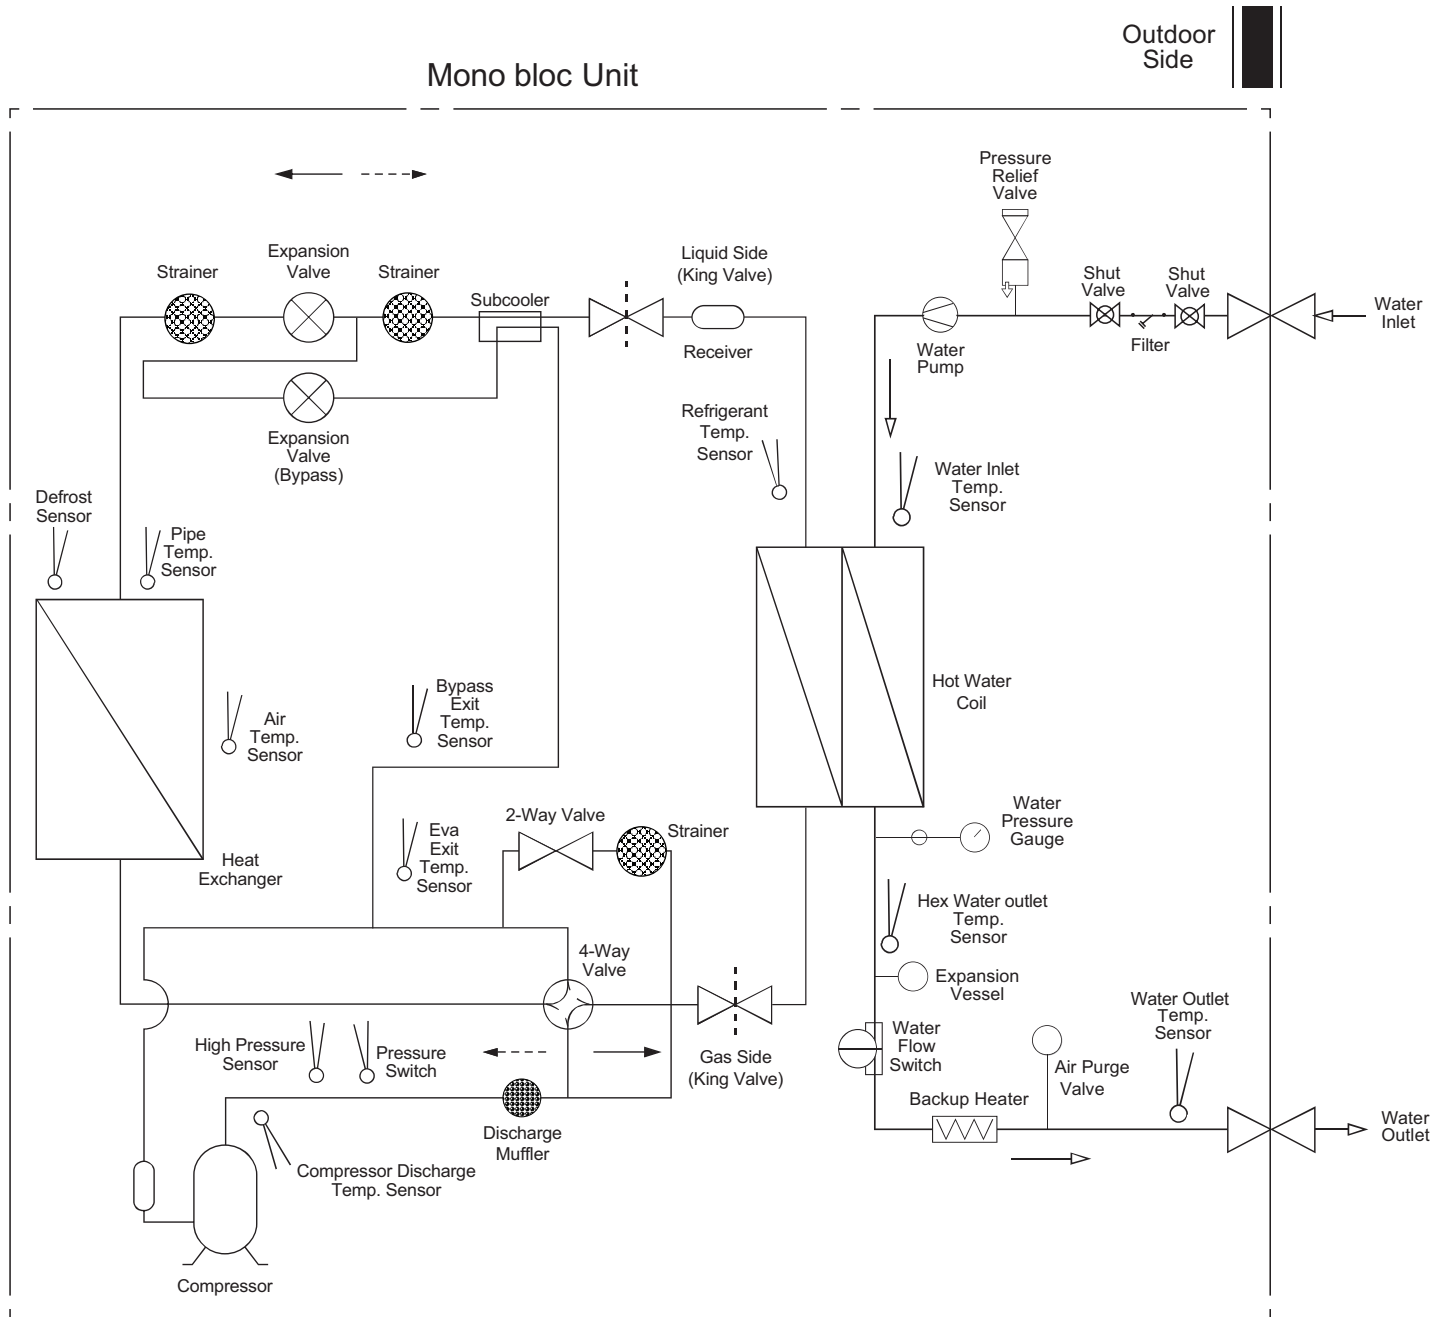 Outdoor
Side
Mono bloc Unit
Pressure
Relief
Valve
Strainer
Expansion
Valve
Strainer
Subcooler
Liquid Side
(King Valve)
Receiver
Water
Pump
Shut
Valve
Shut
Valve
Filter
Water
Inlet
Expansion
Valve
(Bypass)
Refrigerant
Temp.
Sensor
Water Inlet
Temp.
Sensor
Defrost
Sensor
Pipe
Temp.
Sensor
Air
Temp.
Sensor
Bypass
Exit
Temp.
Sensor
Hot Water
Coil
Heat
Exchanger
Eva
Exit
Temp.
Sensor
2-Way Valve
Strainer
Water
Pressure
Gauge
Hex Water outlet
Temp.
Sensor
4-Way
Valve
Expansion
Vessel
Water Outlet
Temp.
Sensor
High Pressure
Sensor
Pressure
Switch
Gas Side
(King Valve)
Water
Flow
Switch
Air Purge
Valve
Backup Heater
Water
Outlet
Discharge
Muffler
Compressor Discharge
Temp. Sensor
Compressor